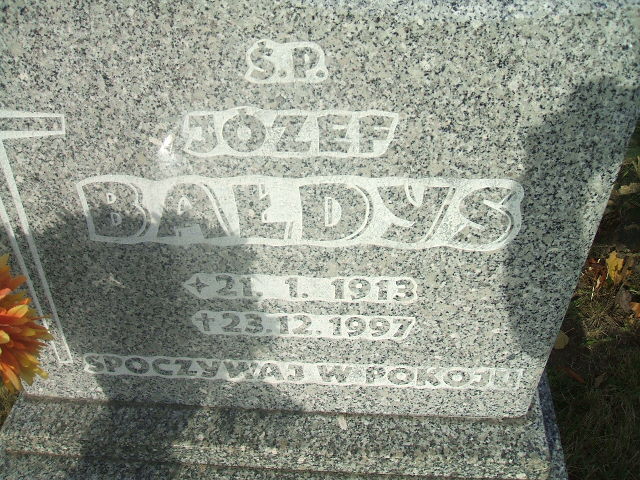 Ś.P.
JÓZEF
BAŁDYS
+ 21. 1. 1913
† 23.12.1997
SPOCZYWAJ W POKOJU